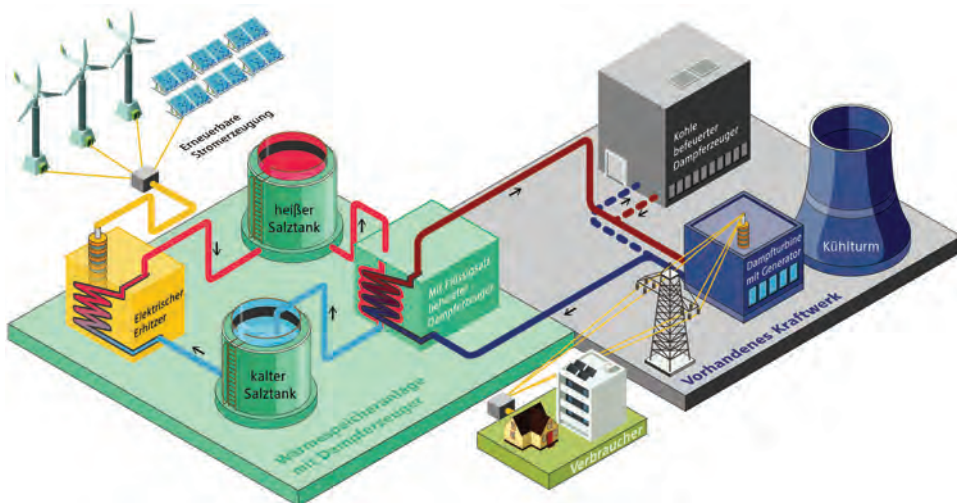 Erneuerbare
Stromerzeugung
heißer
Salztank
Elektrischer
Erhitzer
kalter
Salztank
Mit Flüssigsalz
befeuerter
Dampferzeuger
Wärmespeicheranlage
mit Dampferzeuger
Kohle
befeuerter
Dampferzeuger
Dampfturbine
mit Generator
Kühlturm
Vorhandenes Kraftwerk
Verbraucher